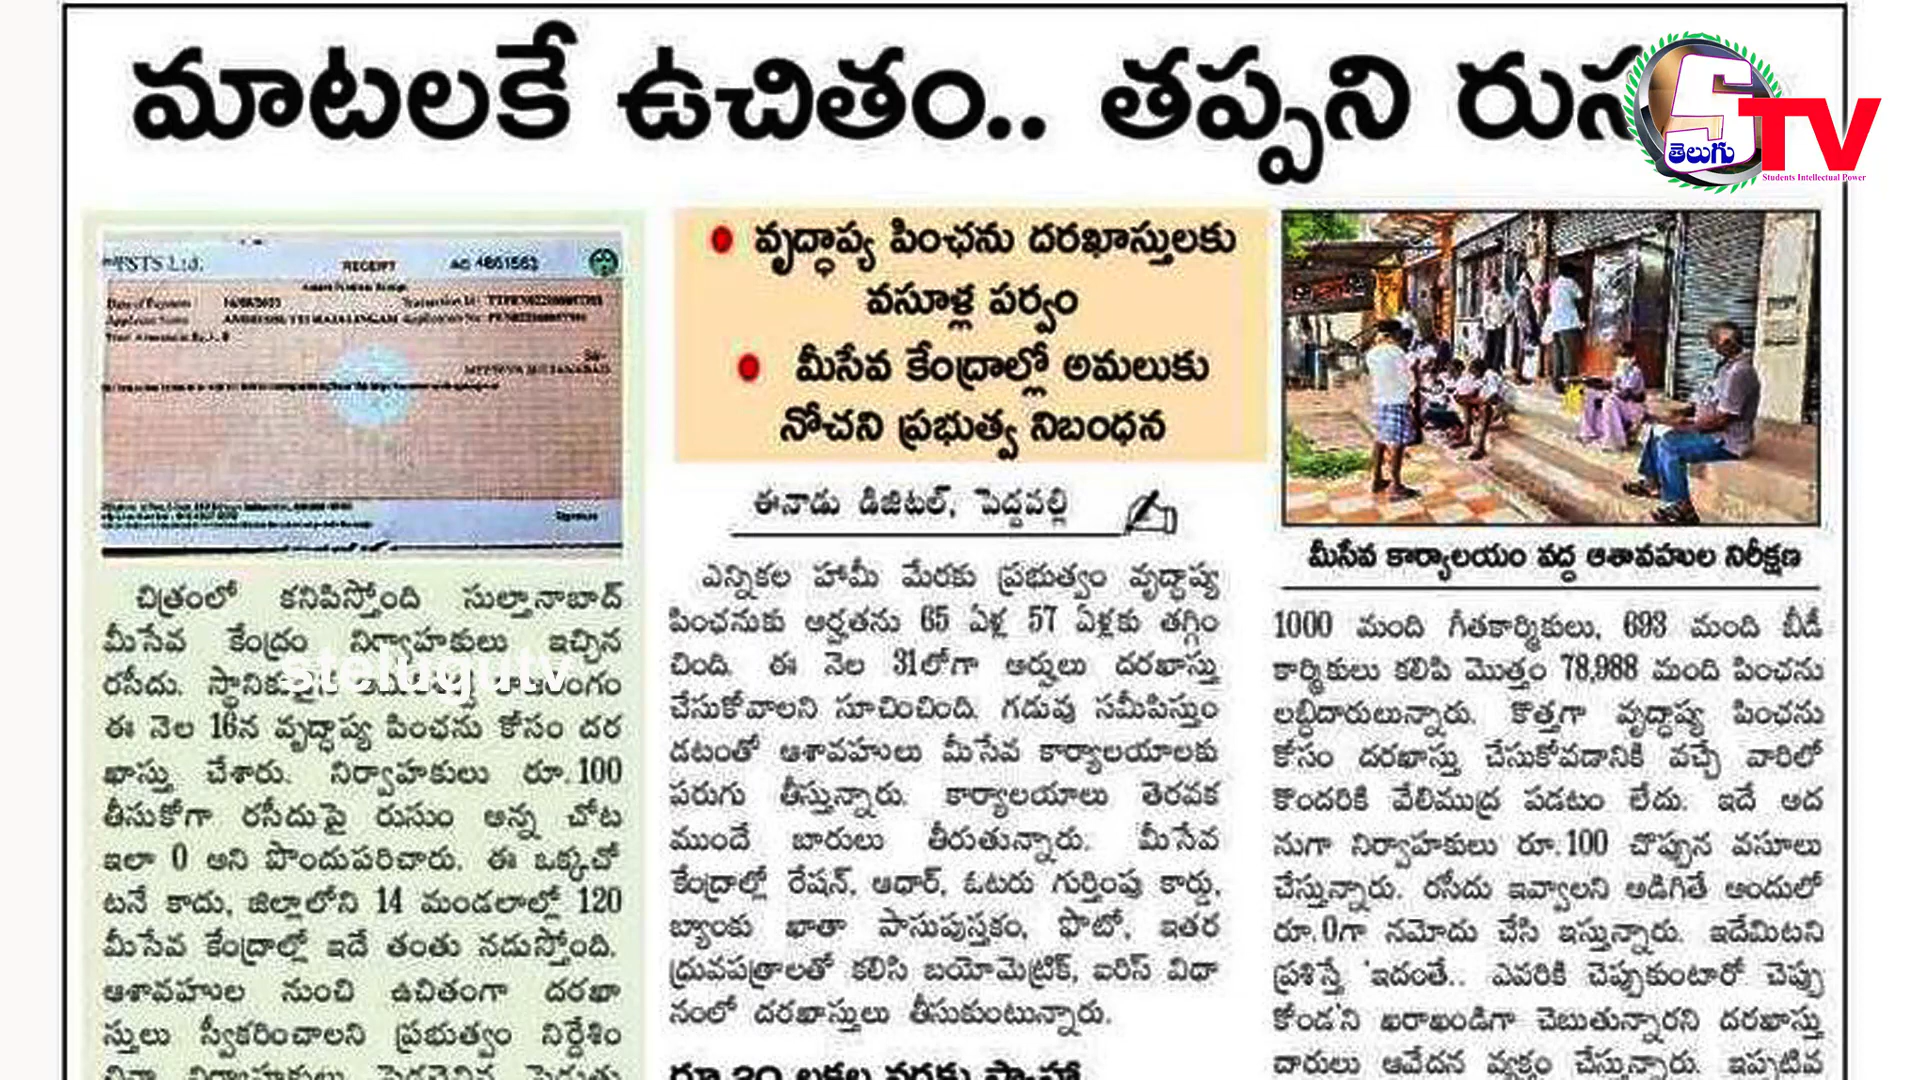 మాటలకే ఉచితం.. తప్పని
S TV
తెలుగు
Students Intellectual Power
TSTS Ltd.
RECEIPT
• వృద్ధాప్య పింఛను దరఖాస్తులకు
వసూళ్ల పర్వం
• మీసేవ కేంద్రాల్లో అమలుకు
నోచని ప్రభుత్వ నిబంధన
చిత్రంలో కనిపిస్తోంది సుల్తానాబాద్
మీసేవ కేంద్రం నిర్వాహకులు ఇచ్చిన
రసీదు. స్థానికుడైన
stelugutv
ఈ నెల 16న వృద్ధాప్య పింఛను కోసం దర
ఖాస్తు చేశారు. నిర్వాహకులు రూ.100
తీసుకోగా రసీదుపై రుసుం అన్న చోట
ఇలా 0 అని పొందుపరిచారు. ఈ ఒక్కచో
టనే కాదు, జిల్లాలోని 14 మండలాల్లో 120
మీసేవ కేంద్రాల్లో ఇదే తంతు నడుస్తోంది.
ఆశావహుల నుంచి ఉచితంగా దరఖా
స్తులు స్వీకరించాలని ప్రభుత్వం నిర్దేశిం
ఈనాడు డిజిటల్, పెద్దపల్లి
ఎన్నికల హామీ మేరకు ప్రభుత్వం వృద్ధాప్య
పింఛనుకు అర్హతను 65 ఏళ్ల 57 ఏళ్లకు తగ్గిం
చింది. ఈ నెల 31లోగా అర్హులు దరఖాస్తు
చేసుకోవాలని సూచించింది. గడువు సమీపిస్తుం
డటంతో ఆశావహులు మీసేవ కార్యాలయాలకు
పరుగు తీస్తున్నారు. కార్యాలయాలు తెరవక
ముందే బారులు తీరుతున్నారు. మీసేవ
కేంద్రాల్లో రేషన్, ఆధార్, ఓటరు గుర్తింపు కార్డు,
బ్యాంకు ఖాతా పాసుపుస్తకం, ఫొటో, ఇతర
ధ్రువపత్రాలతో కలిసి బయోమెట్రిక్, ఐరిస్ విధా
నంలో దరఖాస్తులు తీసుకుంటున్నారు.
మీసేవ కార్యాలయం వద్ద ఆశావహుల నిరీక్షణ
1000 మంది గీతకార్మికులు, 693 మంది బీడీ
కార్మికులు కలిపి మొత్తం 78,988 మంది పింఛను
లబ్ధిదారులున్నారు. కొత్తగా వృద్ధాప్య పింఛను
కోసం దరఖాస్తు చేసుకోవడానికి వచ్చే వారిలో
కొందరికి వేలిముద్ర పడటం లేదు. ఇదే అద
నుగా నిర్వాహకులు రూ.100 చొప్పున వసూలు
చేస్తున్నారు. రసీదు ఇవ్వాలని అడిగితే అందులో
రూ.0గా నమోదు చేసి ఇస్తున్నారు. ఇదేమిటని
ప్రశ్నిస్తే 'ఇదంతే.. ఎవరికి చెప్పుకుంటారో చెప్పు
కోండ'ని ఖరాఖండిగా చెబుతున్నారని దరఖాస్తు
దారులు ఆవేదన వ్యక్తం చేస్తున్నారు. ఇప్పటివ